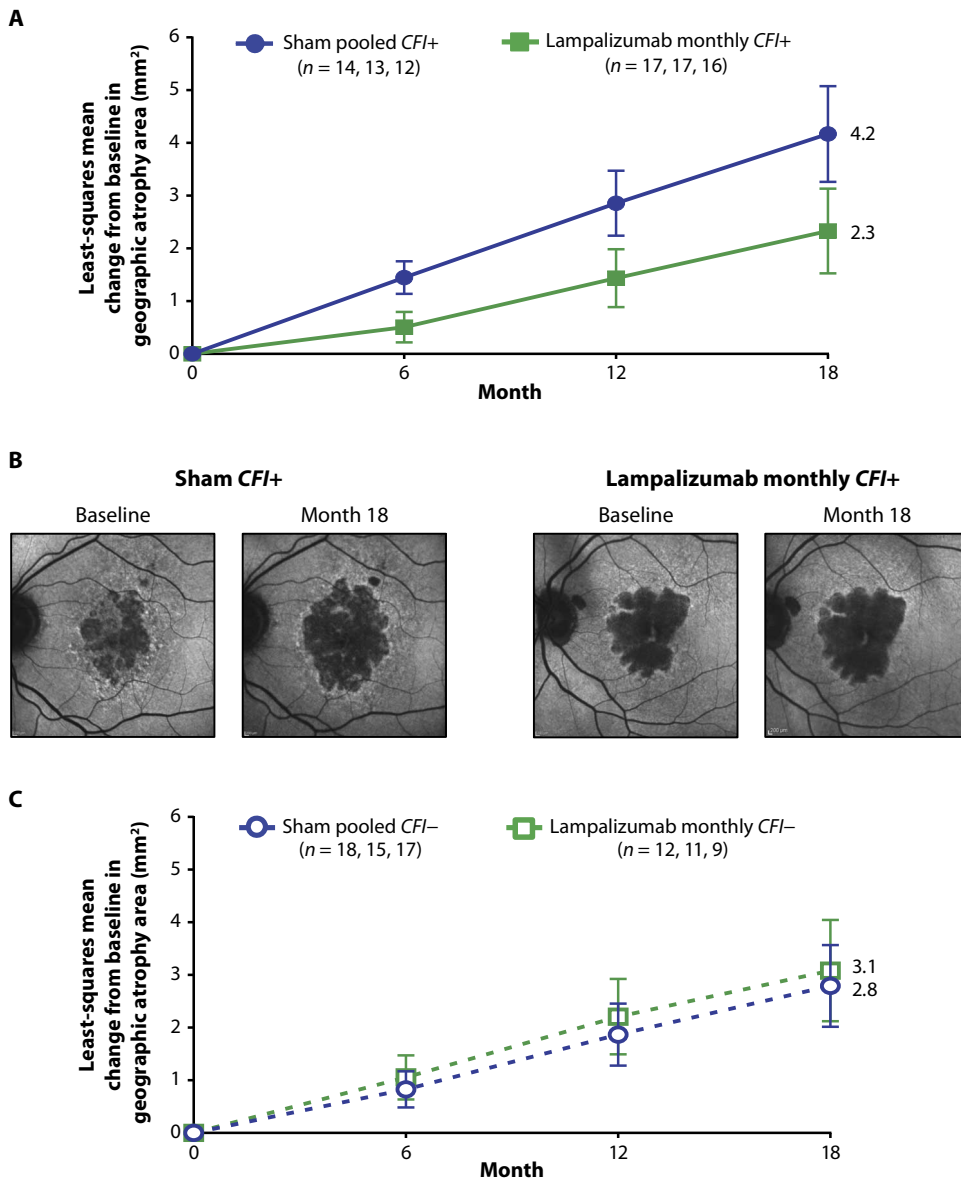 A
Least-squares mean
change from baseline in
geographic atrophy area (mm²)
6
5
4
3
2
1
0
Sham pooled CFI+
(n = 14, 13, 12)
Lampalizumab monthly CFI+
(n = 17, 17, 16)
4.2
2.3
0
6
12
18
Month
B
Sham CFI+
Lampalizumab monthly CFI+
Baseline
Month 18
Baseline
Month 18
200 µm
C
Least-squares mean
change from baseline in
geographic atrophy area (mm²)
6
5
4
3
2
1
0
Sham pooled CFI−
(n = 18, 15, 17)
Lampalizumab monthly CFI−
(n = 12, 11, 9)
3.1
2.8
0
6
12
18
Month